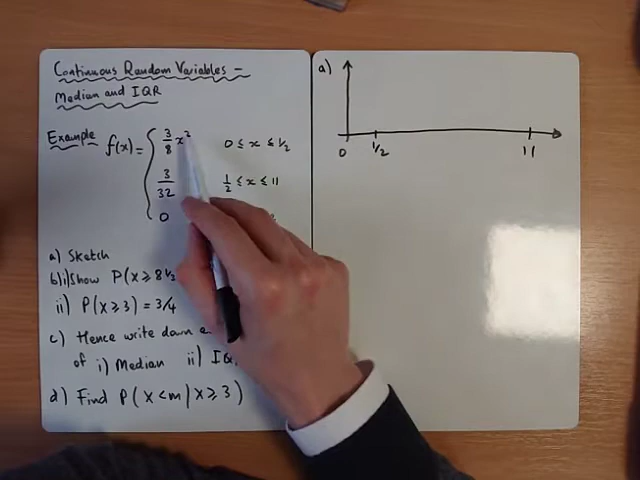 Continuous Random Variables –
Median and IQR
Example f(x) = { 3/8 x² 0 ≤ x ≤ 1/2
3/32 1/2 ≤ x ≤ 11
0
a) Sketch
b)i) Show P(X ≥ 8 1/2
ii) P(X ≥ 3) = 3/4
c) Hence write down
of i) Median ii) IQ
d) Find P(X < m | X ≥ 3)
a)
0 1/2 11